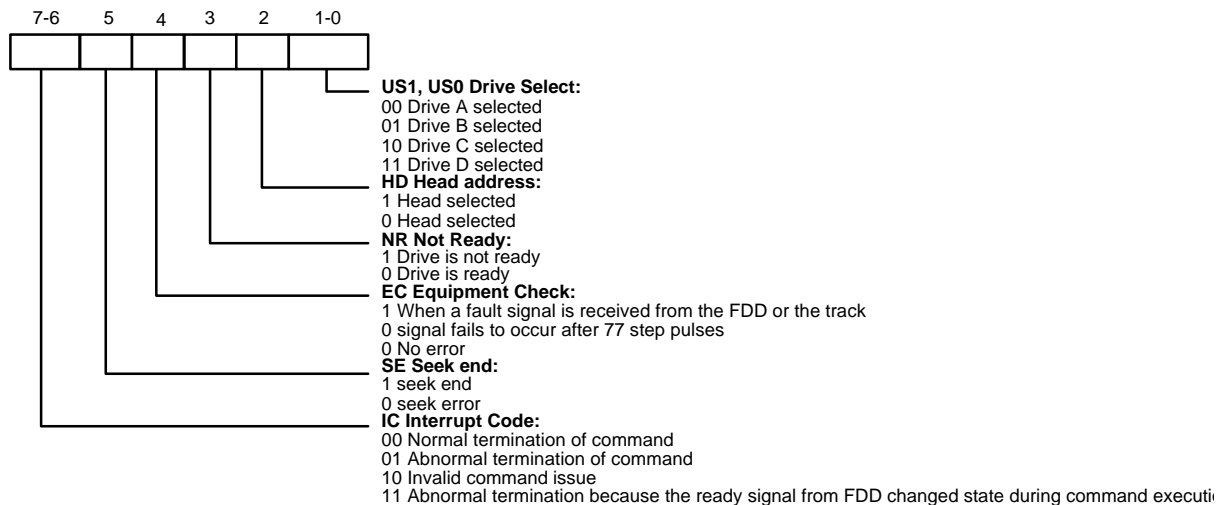 7-6 5 4 3 2 1-0
US1, US0 Drive Select:
00 Drive A selected
01 Drive B selected
10 Drive C selected
11 Drive D selected
HD Head address:
1 Head selected
0 Head selected
NR Not Ready:
1 Drive is not ready
0 Drive is ready
EC Equipment Check:
1 When a fault signal is received from the FDD or the track
0 signal fails to occur after 77 step pulses
0 No error
SE Seek end:
1 seek end
0 seek error
IC Interrupt Code:
00 Normal termination of command
01 Abnormal termination of command
10 Invalid command issue
11 Abnormal termination because the ready signal from FDD changed state during command